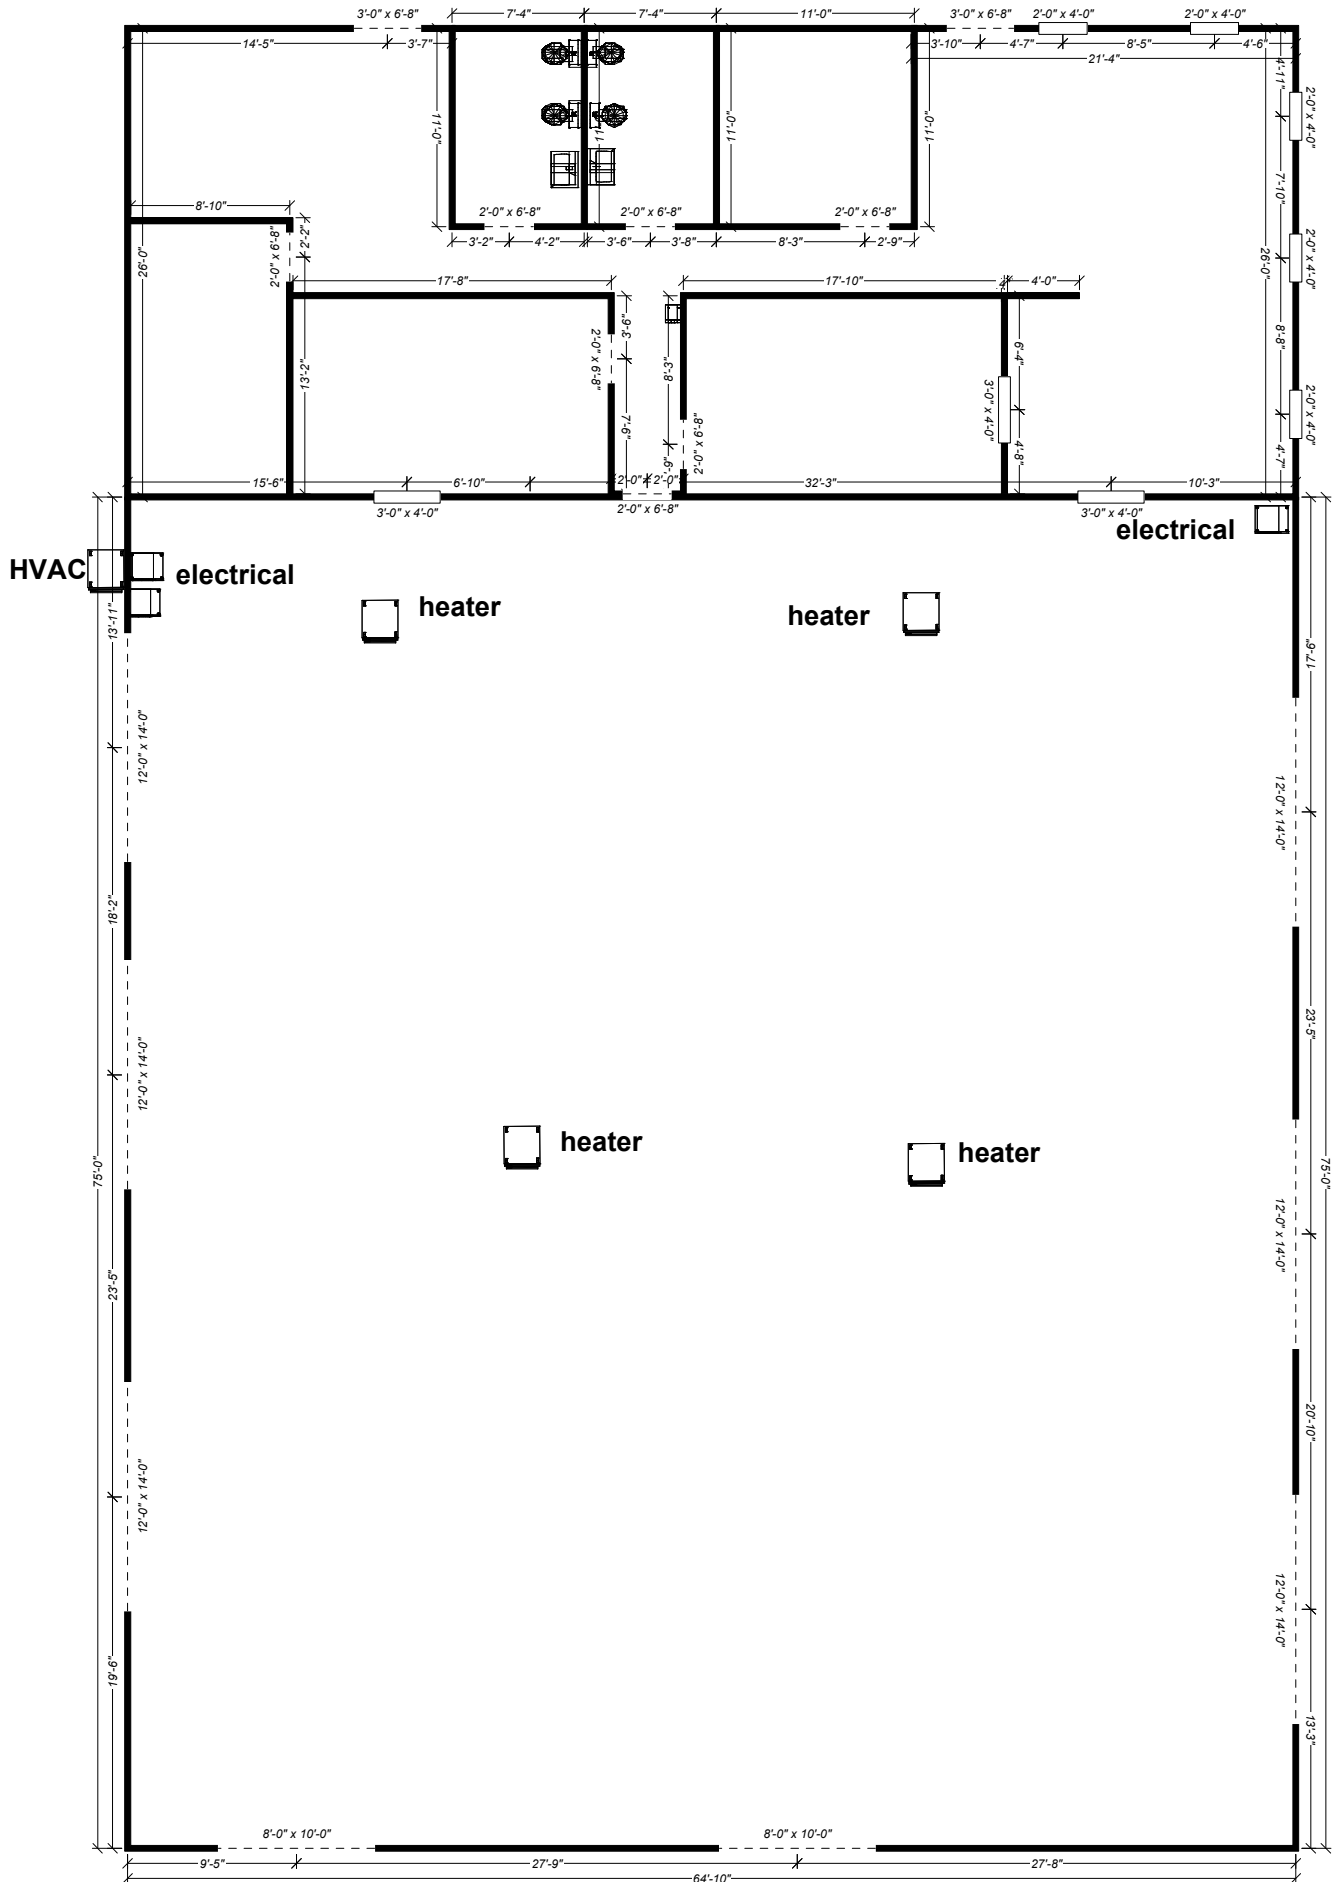 3'-0" x 6'-8"
7'-4"
7'-4"
11'-0"
3'-0" x 6'-8"
2'-0" x 4'-0"
2'-0" x 4'-0"
14'-5"
3'-7"
3'-10"
4'-7"
8'-5"
4'-6"
21'-4"
4'-11"
2'-0" x 4'-0"
11'-0"
11'-0"
11'-0"
7'-10"
8'-10"
2'-0" x 6'-8"
2'-0" x 6'-8"
2'-0" x 6'-8"
3'-2"
4'-2"
3'-6"
3'-8"
8'-3"
2'-9"
26'-0"
2'-0" x 6'-8"
2'-2"
26'-0"
2'-0" x 4'-0"
17'-8"
17'-10"
4'-0"
3'-6"
2'-0" x 6'-8"
8'-3"
6'-4"
8'-8"
13'-2"
7'-6"
2'-0" x 6'-8"
3'-0" x 4'-0"
4'-8"
2'-0" x 4'-0"
4'-7"
15'-6"
6'-10"
2'-0"
2'-0"
32'-3"
10'-3"
3'-0" x 4'-0"
2'-0" x 6'-8"
3'-0" x 4'-0"
electrical
HVAC
electrical
heater
heater
13'-11"
17'-6"
12'-0" x 14'-0"
12'-0" x 14'-0"
18'-2"
23'-5"
12'-0" x 14'-0"
heater
heater
75'-0"
75'-0"
12'-0" x 14'-0"
23'-5"
20'-10"
12'-0" x 14'-0"
12'-0" x 14'-0"
19'-6"
13'-3"
8'-0" x 10'-0"
8'-0" x 10'-0"
9'-5"
27'-9"
27'-8"
64'-10"